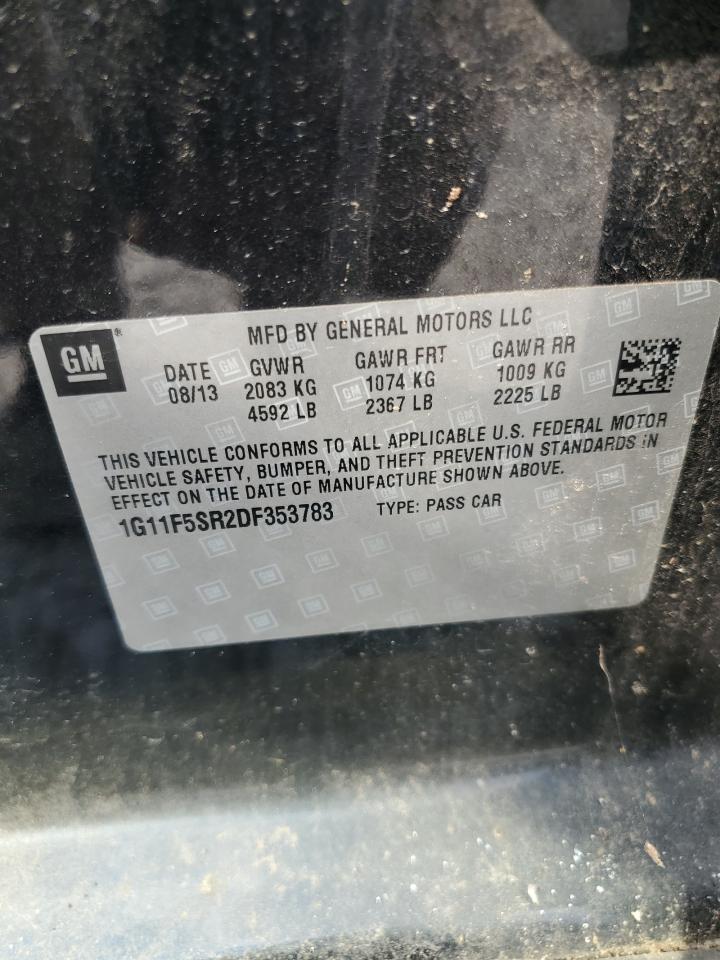 GM®
MFD BY GENERAL MOTORS LLC
DATE GVWR GAWR FRT GAWR RR
08/13 2083 KG 1074 KG 1009 KG
4592 LB 2367 LB 2225 LB
THIS VEHICLE CONFORMS TO ALL APPLICABLE U.S. FEDERAL MOTOR
VEHICLE SAFETY, BUMPER, AND THEFT PREVENTION STANDARDS IN
EFFECT ON THE DATE OF MANUFACTURE SHOWN ABOVE.
1G11F5SR2DF353783 TYPE: PASS CAR